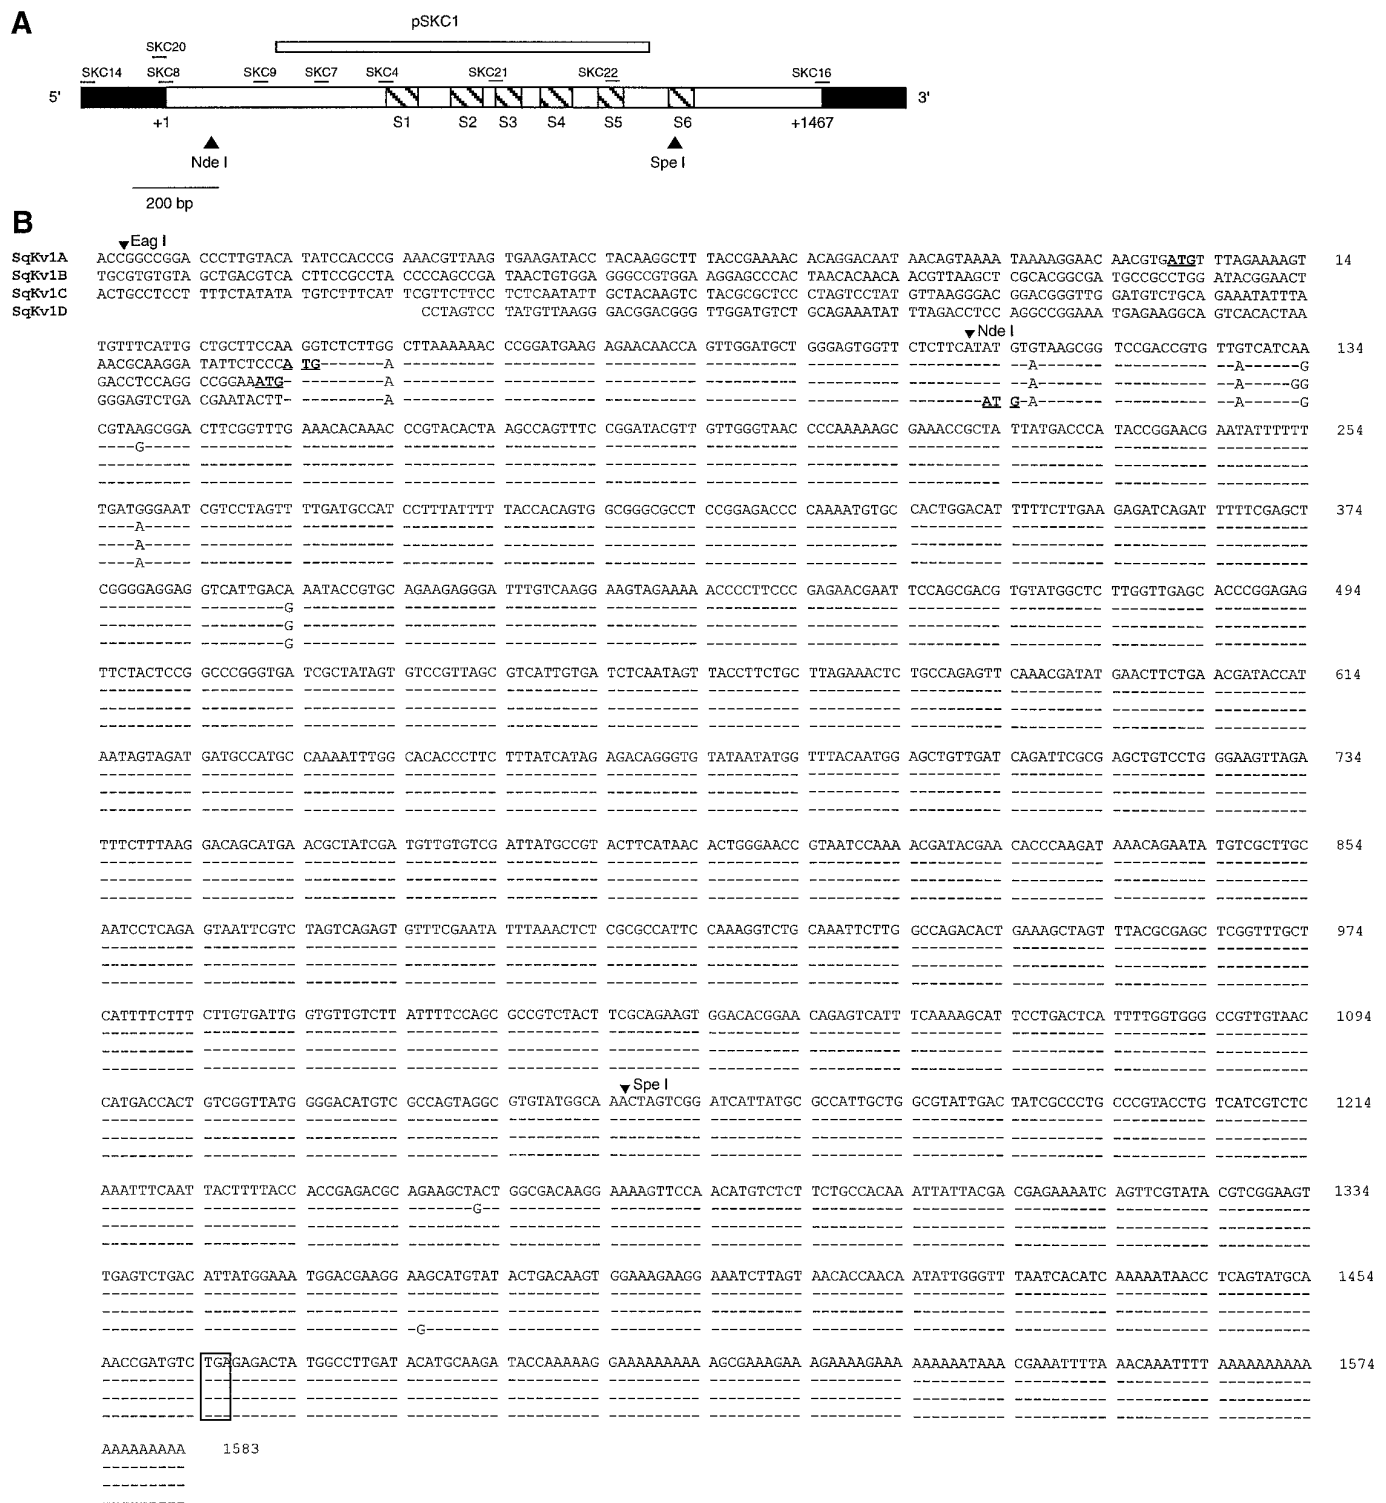 A
pSKC1
SKC20
SKC14 SKC8 SKC9 SKC7 SKC4 SKC21 SKC22 SKC16
5' 3'
+1 S1 S2 S3 S4 S5 S6 +1467
Nde I Spe I
200 bp
B
Eag I
SqKv1A ACCGGCCGGA CCCTTGTACA TATCCACCCG AAACGTTAAG TGAAGATACC TACAAGGCTT TACCGAAAAC ACAGGACAAT AACAGTAAAA TAAAAGGAAC AACGTGATGT TTAGAAAAGT 14
SqKv1B TGCGTGTGTA GCTGACGTCA CTTCCGCCTA CCCCAGCCGA TAACTGTGGA GGGCCGTGGA AGGAGCCCAC TAACACAACA ACGTTAAGCT CGCACGGCGA TGCCGCCTGG ATACGGAACT
SqKv1C ACTGCCTCCT TTTCTATATA TGTCTTTCAT TCGTTCTTCC TCTCAATATT GCTACAAGTC TACGCGCTCC CTAGTCCTAT GTTAAGGGAC GGACGGGTTG GATGTCTGCA GAAATATTTA
SqKv1D CCTAGTCC TATGTTAAGG GACGGACGGG TTGGATGTCT GCAGAAATAT TTAGACCTCC AGGCCGGAAA TGAGAAGGCA GTCACACTAA
Nde I
TGTTTCATTG CTGCTTCCAA GGTCTCTTGG CTTAAAAAAC CCGGATGAAG AGAACAACCA GTTGGATGCT GGGAGTGGTT CTCTTCATAT GTGTAAGCGG TCCGACCGTG TTGTCATCAA 134
AACGCAAGGA TATTCTCCCA TG--------A ---------- ---------- ---------- ---------- ---------- ---------- --A------- ---------- --A------G
GACCTCCAGG CCGGAAATG- --------A- ---------- ---------- ---------- ---------- ---------- ---------- --A------- ---------- --A-----GG
GGGAGTCTGA CGAATACTT- --------A- ---------- ---------- ---------- ---------- ---------- --------AT G-A------- ---------- --A------G
CGTAAGCGGA CTTCGGTTTG AAACACAAAC CCGTACACTA AGCCAGTTTC CGGATACGTT GTTGGGTAAC CCCAAAAAGC GAAACCGCTA TTATGACCCA TACCGGAACG AATATTTTTT 254
----G-----
TGATGGGAAT CGTCCTAGTT TTGATGCCAT CCTTTATTTT TACCACAGTG GCGGGCGCCT CCGGAGACCC CAAAATGTGC CACTGGACAT TTTTCTTGAA GAGATCAGAT TTTTCGAGCT 374
----A-----
----A-----
----A-----
CGGGGAGGAG GTCATTGACA AATACCGTGC AGAAGAGGGA TTTGTCAAGG AAGTAGAAAA ACCCCTTCCC GAGAACGAAT TCCAGCGACG TGTATGGCTC TTGGTTGAGC ACCCGGAGAG 494
--------G-
--------G-
--------G-
TTCTACTCCG GCCCGGGTGA TCGCTATAGT GTCCGTTAGC GTCATTGTGA TCTCAATAGT TACCTTCTGC TTAGAAACTC TGCCAGAGTT CAAACGATAT GAACTTCTGA ACGATACCAT 614
AATAGTAGAT GATGCCATGC CAAAATTTGG CACACCCTTC TTTATCATAG AGACAGGGTG TATAATATGG TTTACAATGG AGCTGTTGAT CAGATTCGCG AGCTGTCCTG GGAAGTTAGA 734
TTTCTTTAAG GACAGCATGA ACGCTATCGA TGTTGTGTCG ATTATGCCGT ACTTCATAAC ACTGGGAACC GTAATCCAAA ACGATACGAA CACCCAAGAT AAACAGAATA TGTCGCTTGC 854
AATCCTCAGA GTAATTCGTC TAGTCAGAGT GTTTCGAATA TTTAAACTCT CGCGCCATTC CAAAGGTCTG CAAATTCTTG GCCAGACACT GAAAGCTAGT TTACGCGAGC TCGGTTTGCT 974
CATTTTCTTT CTTGTGATTG GTGTTGTCTT ATTTTCCAGC GCCGTCTACT TCGCAGAAGT GGACACGGAA CAGAGTCATT TCAAAAGCAT TCCTGACTCA TTTTGGTGGG CCGTTGTAAC 1094
Spe I
CATGACCACT GTCGGTTATG GGGACATGTC GCCAGTAGGC GTGTATGGCA AACTAGTCGG ATCATTATGC GCCATTGCTG GCGTATTGAC TATCGCCCTG CCCGTACCTG TCATCGTCTC 1214
AAATTTCAAT TACTTTTACC ACCGAGACGC AGAAGCTACT GGCGACAAGG AAAAGTTCCA ACATGTCTCT TCTGCCACAA ATTATTACGA CGAGAAAATC AGTTCGTATA CGTCGGAAGT 1334
-------G--
TGAGTCTGAC ATTATGGAAA TGGACGAAGG AAGCATGTAT ACTGACAAGT GGAAAGAAGG AAATCTTAGT AACACCAACA ATATTGGGTT TAATCACATC AAAAATAACC TCAGTATGCA 1454
-G--------
AACCGATGTC TGAGAGACTA TGGCCTTGAT ACATGCAAGA TACCAAAAAG GAAAAAAAAA AGCGAAAGAA AGAAAAGAAA AAAAAATAAA CGAAATTTTA AACAAATTTT AAAAAAAAAA 1574
AAAAAAAAA 1583